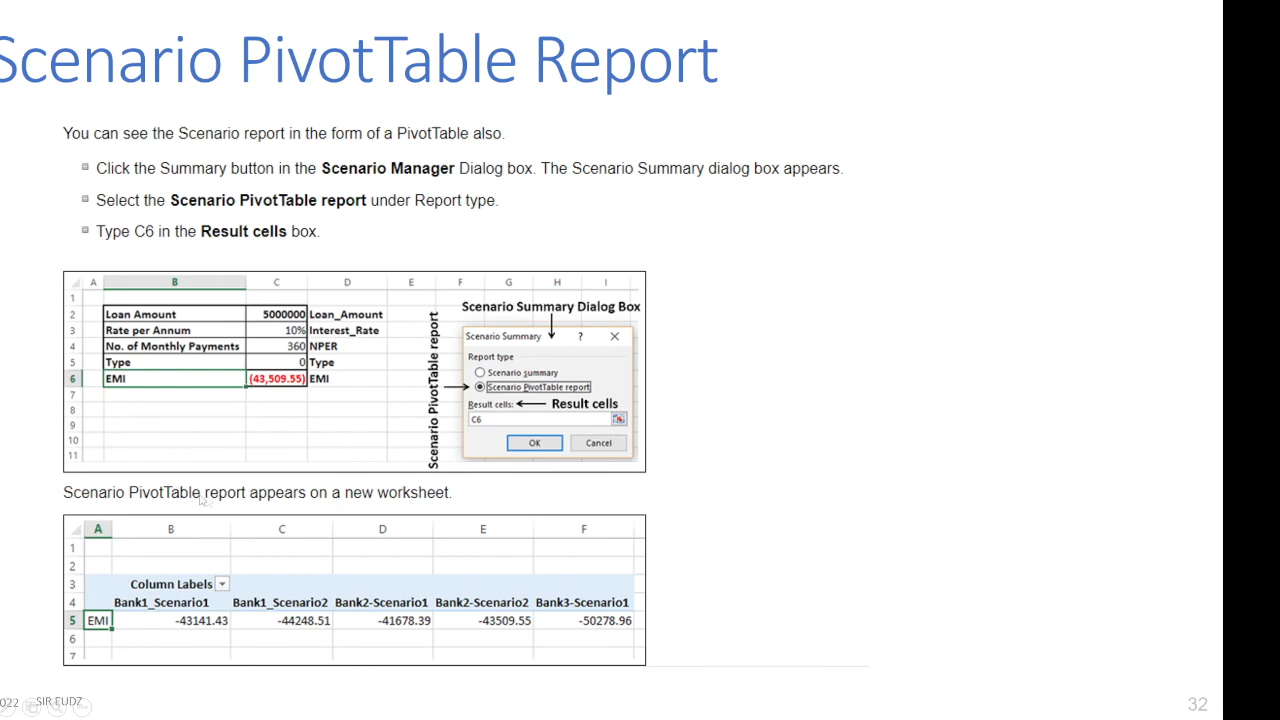 Scenario PivotTable Report
You can see the Scenario report in the form of a PivotTable also.
Click the Summary button in the Scenario Manager Dialog box. The Scenario Summary dialog box appears.
Select the Scenario PivotTable report under Report type.
Type C6 in the Result cells box.
A B C D E F G H I
1
2 Loan Amount 5000000 Loan_Amount
3 Rate per Annum 10% Interest_Rate
4 No. of Monthly Payments 360 NPER
5 Type 0 Type
6 EMI (43,509.55) EMI
7
8
9
10
11
Scenario PivotTable report
Scenario Summary Dialog Box
Scenario Summary ? ×
Report type
Scenario summary
Scenario PivotTable report
Result cells: Result cells
C6
OK Cancel
Scenario PivotTable report appears on a new worksheet.
A B C D E F
1
2
3 Column Labels
4 Bank1_Scenario1 Bank1_Scenario2 Bank2-Scenario1 Bank2-Scenario2 Bank3-Scenario1
5 EMI -43141.43 -44248.51 -41678.39 -43509.55 -50278.96
6
7
022 SIR EUDZ 32